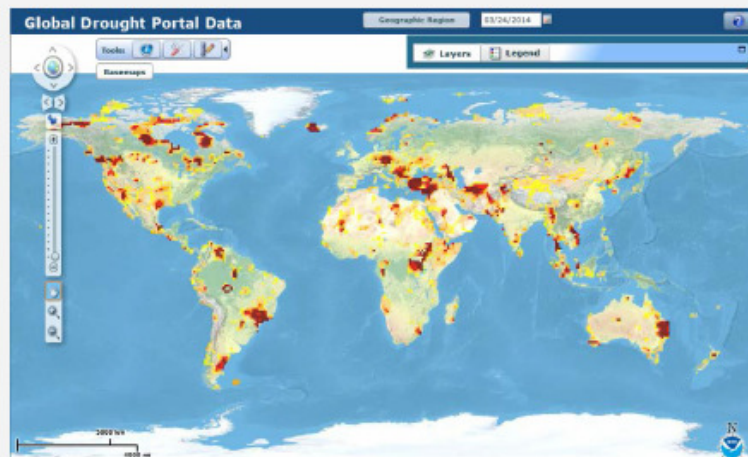 Global Drought Portal Data
Geographic Region
03/24/2014
Tools
Layers
Legend
Basemaps
N